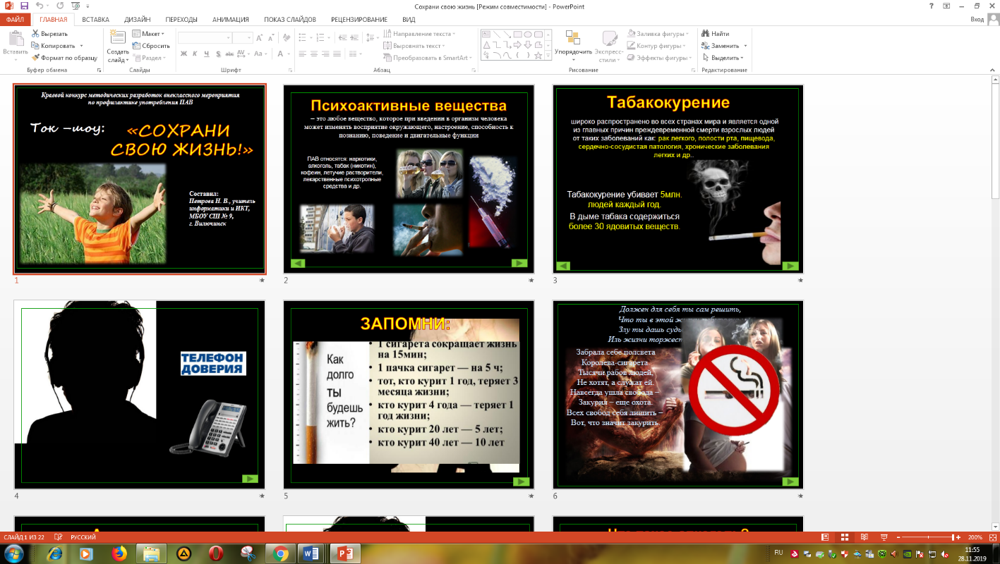 Сохрани свою жизнь [Режим совместимости] - PowerPoint
ФАЙЛ ГЛАВНАЯ ВСТАВКА ДИЗАЙН ПЕРЕХОДЫ АНИМАЦИЯ ПОКАЗ СЛАЙДОВ РЕЦЕНЗИРОВАНИЕ ВИД Вход
Вставить
Вырезать
Копировать
Формат по образцу
Буфер обмена
Создать слайд
Макет
Сбросить
Раздел
Слайды
Ж К Ч S abc AV Aa A
Шрифт
Направление текста
Выровнять текст
Преобразовать в SmartArt
Абзац
Упорядочить
Экспресс-стили
Заливка фигуры
Контур фигуры
Эффекты фигуры
Рисование
Найти
Заменить
Выделить
Редактирование
Краевой конкурс методических разработок внеклассного мероприятия
по профилактике употребления ПАВ
Ток –шоу:
«СОХРАНИ
СВОЮ ЖИЗНЬ!»
Составил:
Петрова Н. В., учитель
информатики и ИКТ,
МБОУ СШ № 9,
г. Вилючинск
1
Психоактивные вещества
– это любое вещество, которое при введении в организм человека
может изменять восприятие окружающего, настроение, способность к
познанию, поведение и двигательные функции
ПАВ относятся: наркотики,
алкоголь, табак (никотин),
кофеин, летучие растворители,
лекарственные психотропные
средства и др.
2
Табакокурение
широко распространено во всех странах мира и является одной
из главных причин преждевременной смерти взрослых людей
от таких заболеваний как: рак легкого, полости рта, пищевода,
сердечно-сосудистая патология, хронические заболевания
легких и др..
Табакокурение убивает 5млн.
людей каждый год.
В дыме табака содержиться
более 30 ядовитых веществ.
3
ТЕЛЕФОН
ДОВЕРИЯ
4
ЗАПОМНИ:
Как
долго
ты
будешь
жить?
• 1 сигарета сокращает жизнь
на 15мин;
• 1 пачка сигарет — на 5 ч;
• тот, кто курит 1 год, теряет 3
месяца жизни;
• кто курит 4 года — теряет 1
год жизни;
• кто курит 20 лет — 5 лет;
• кто курит 40 лет — 10 лет
5
Должен для себя ты сам решить,
Что ты в этой
Злу ты дашь
Иль жизни
Забрала себе полсвета
Королева-сигарета.
Тысячи рабов людей,
Не хотят, а служат ей.
Навсегда ушла свобода –
Закурил – еще охота.
Всех свобод себя лишить –
Вот, что значит закурить.
6
СЛАЙД 1 ИЗ 22 РУССКИЙ 200%
RU
11:55
28.11.2019